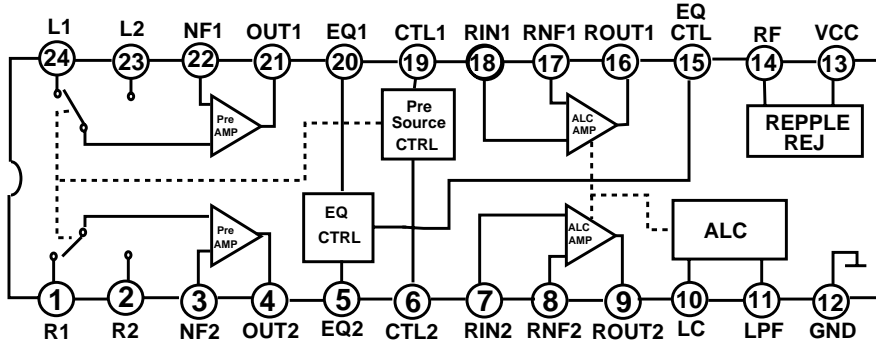 L1 L2 NF1 OUT1 EQ1 CTL1 RIN1 RNF1 ROUT1 EQ CTL RF VCC
24 23 22 21 20 19 18 17 16 15 14 13
Pre AMP
Pre Source CTRL
ALC AMP
REPPLE REJ
Pre AMP
EQ CTRL
ALC AMP
ALC
1 2 3 4 5 6 7 8 9 10 11 12
R1 R2 NF2 OUT2 EQ2 CTL2 RIN2 RNF2 ROUT2 LC LPF GND